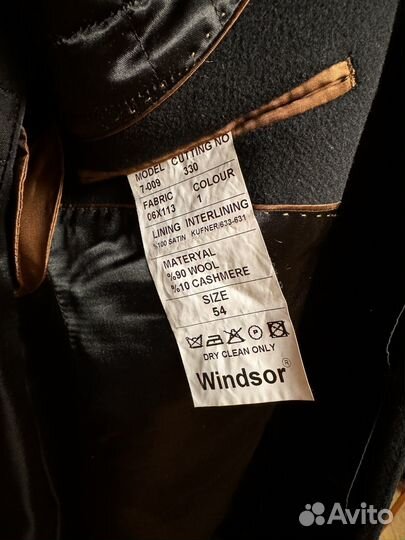 MODEL CUTTING NO
7-009 330
FABRIC COLOUR
06X113 1
LINING INTERLINING
%100 SATIN KUFNER/633-631
MATERYAL
%90 WOOL
%10 CASHMERE
SIZE
54
P
DRY CLEAN ONLY
Windsor®
Avito